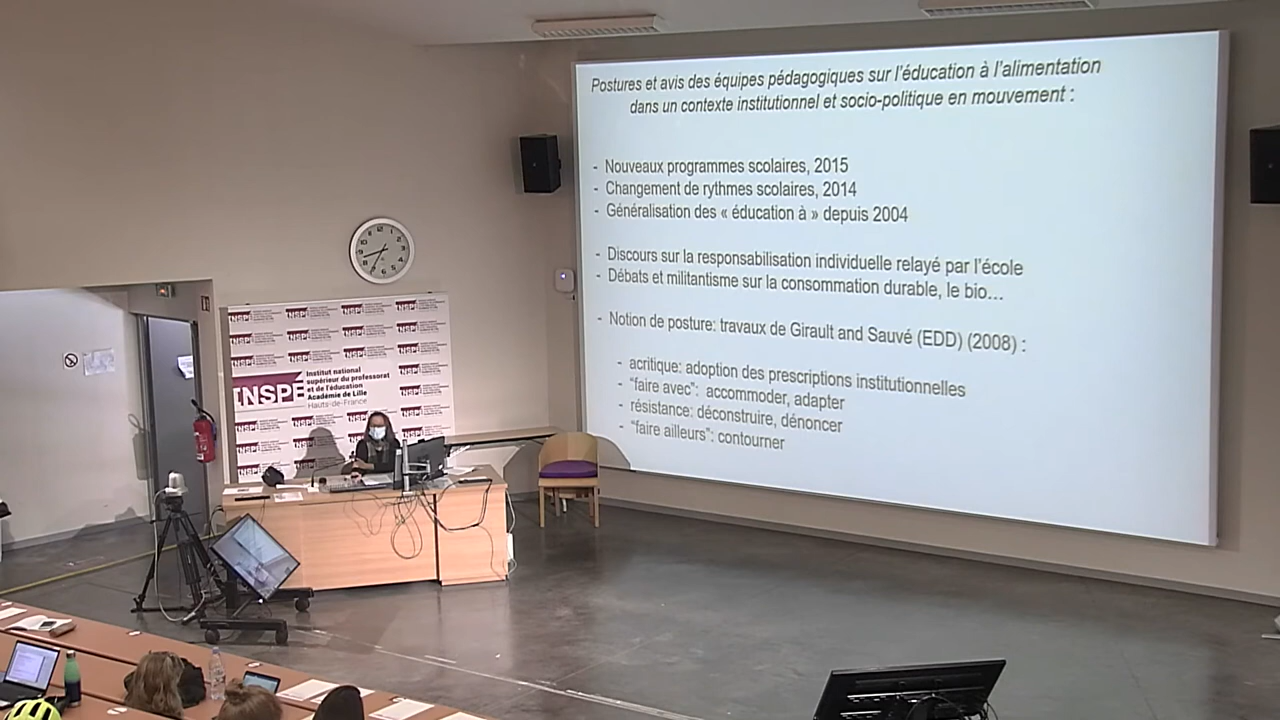 Postures et avis des équipes pédagogiques sur l'éducation à l'alimentation
dans un contexte institutionnel et socio-politique en mouvement :
- Nouveaux programmes scolaires, 2015
- Changement de rythmes scolaires, 2014
- Généralisation des « éducation à » depuis 2004
- Discours sur la responsabilisation individuelle relayé par l'école
- Débats et militantisme sur la consommation durable, le bio…
- Notion de posture: travaux de Girault and Sauvé (EDD) (2008) :
- acritique: adoption des prescriptions institutionnelles
- “faire avec”: accommoder, adapter
- résistance: déconstruire, dénoncer
- “faire ailleurs”: contourner
INSPE
Institut national
supérieur du professorat
et de l'éducation
Académie de Lille
Hauts-de-France